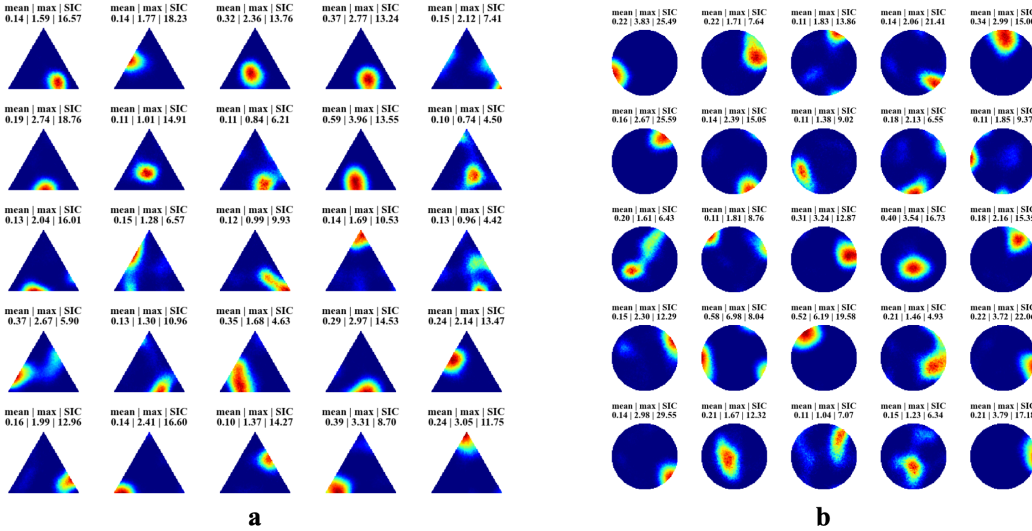 mean | max | SIC mean | max | SIC mean | max | SIC mean | max | SIC mean | max | SIC
0.14 | 1.59 | 16.57 0.14 | 1.77 | 18.23 0.32 | 2.36 | 13.76 0.37 | 2.77 | 13.24 0.15 | 2.12 | 7.41
mean | max | SIC mean | max | SIC mean | max | SIC mean | max | SIC mean | max | SIC
0.19 | 2.74 | 18.76 0.11 | 1.01 | 14.91 0.11 | 0.84 | 6.21 0.59 | 3.96 | 13.55 0.10 | 0.74 | 4.50
mean | max | SIC mean | max | SIC mean | max | SIC mean | max | SIC mean | max | SIC
0.13 | 2.04 | 16.01 0.15 | 1.28 | 6.57 0.12 | 0.99 | 9.93 0.14 | 1.69 | 10.53 0.13 | 0.96 | 4.42
mean | max | SIC mean | max | SIC mean | max | SIC mean | max | SIC mean | max | SIC
0.37 | 2.67 | 5.90 0.13 | 1.30 | 10.96 0.35 | 1.68 | 4.63 0.29 | 2.97 | 14.53 0.24 | 2.14 | 13.47
mean | max | SIC mean | max | SIC mean | max | SIC mean | max | SIC mean | max | SIC
0.16 | 1.99 | 12.96 0.14 | 2.41 | 16.60 0.10 | 1.37 | 14.27 0.39 | 3.31 | 8.70 0.24 | 3.05 | 11.75
a
mean | max | SIC mean | max | SIC mean | max | SIC mean | max | SIC mean | max | SIC
0.22 | 3.83 | 25.49 0.22 | 1.71 | 7.64 0.11 | 1.83 | 13.86 0.14 | 2.06 | 21.41 0.34 | 2.99 | 15.00
mean | max | SIC mean | max | SIC mean | max | SIC mean | max | SIC mean | max | SIC
0.16 | 2.67 | 25.59 0.14 | 2.39 | 15.05 0.11 | 1.38 | 9.02 0.18 | 2.13 | 6.55 0.11 | 1.85 | 9.37
mean | max | SIC mean | max | SIC mean | max | SIC mean | max | SIC mean | max | SIC
0.20 | 1.61 | 6.43 0.11 | 1.81 | 8.76 0.31 | 3.24 | 12.87 0.40 | 3.54 | 16.73 0.18 | 2.16 | 15.35
mean | max | SIC mean | max | SIC mean | max | SIC mean | max | SIC mean | max | SIC
0.15 | 2.30 | 12.29 0.58 | 6.98 | 8.04 0.52 | 6.19 | 19.58 0.21 | 1.46 | 4.93 0.22 | 3.72 | 22.06
mean | max | SIC mean | max | SIC mean | max | SIC mean | max | SIC mean | max | SIC
0.14 | 2.98 | 29.55 0.21 | 1.67 | 12.32 0.11 | 1.04 | 7.07 0.15 | 1.23 | 6.34 0.21 | 3.79 | 17.18
b